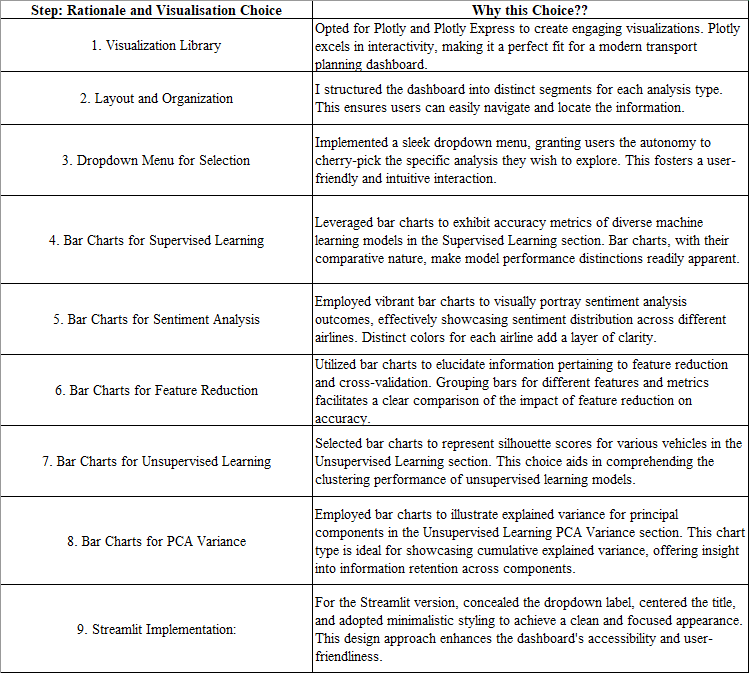 Step: Rationale and Visualisation Choice
Why this Choice??
1. Visualization Library
Opted for Plotly and Plotly Express to create engaging visualizations. Plotly
excels in interactivity, making it a perfect fit for a modern transport
planning dashboard.
2. Layout and Organization
I structured the dashboard into distinct segments for each analysis type.
This ensures users can easily navigate and locate the information.
3. Dropdown Menu for Selection
Implemented a sleek dropdown menu, granting users the autonomy to
cherry-pick the specific analysis they wish to explore. This fosters a user-
friendly and intuitive interaction.
4. Bar Charts for Supervised Learning
Leveraged bar charts to exhibit accuracy metrics of diverse machine
learning models in the Supervised Learning section. Bar charts, with their
comparative nature, make model performance distinctions readily apparent.
5. Bar Charts for Sentiment Analysis
Employed vibrant bar charts to visually portray sentiment analysis
outcomes, effectively showcasing sentiment distribution across different
airlines. Distinct colors for each airline add a layer of clarity.
6. Bar Charts for Feature Reduction
Utilized bar charts to elucidate information pertaining to feature reduction
and cross-validation. Grouping bars for different features and metrics
facilitates a clear comparison of the impact of feature reduction on
accuracy.
7. Bar Charts for Unsupervised Learning
Selected bar charts to represent silhouette scores for various vehicles in the
Unsupervised Learning section. This choice aids in comprehending the
clustering performance of unsupervised learning models.
8. Bar Charts for PCA Variance
Employed bar charts to illustrate explained variance for principal
components in the Unsupervised Learning PCA Variance section. This chart
type is ideal for showcasing cumulative explained variance, offering insight
into information retention across components.
9. Streamlit Implementation:
For the Streamlit version, concealed the dropdown label, centered the title,
and adopted minimalistic styling to achieve a clean and focused appearance.
This design approach enhances the dashboard's accessibility and user-
friendliness.